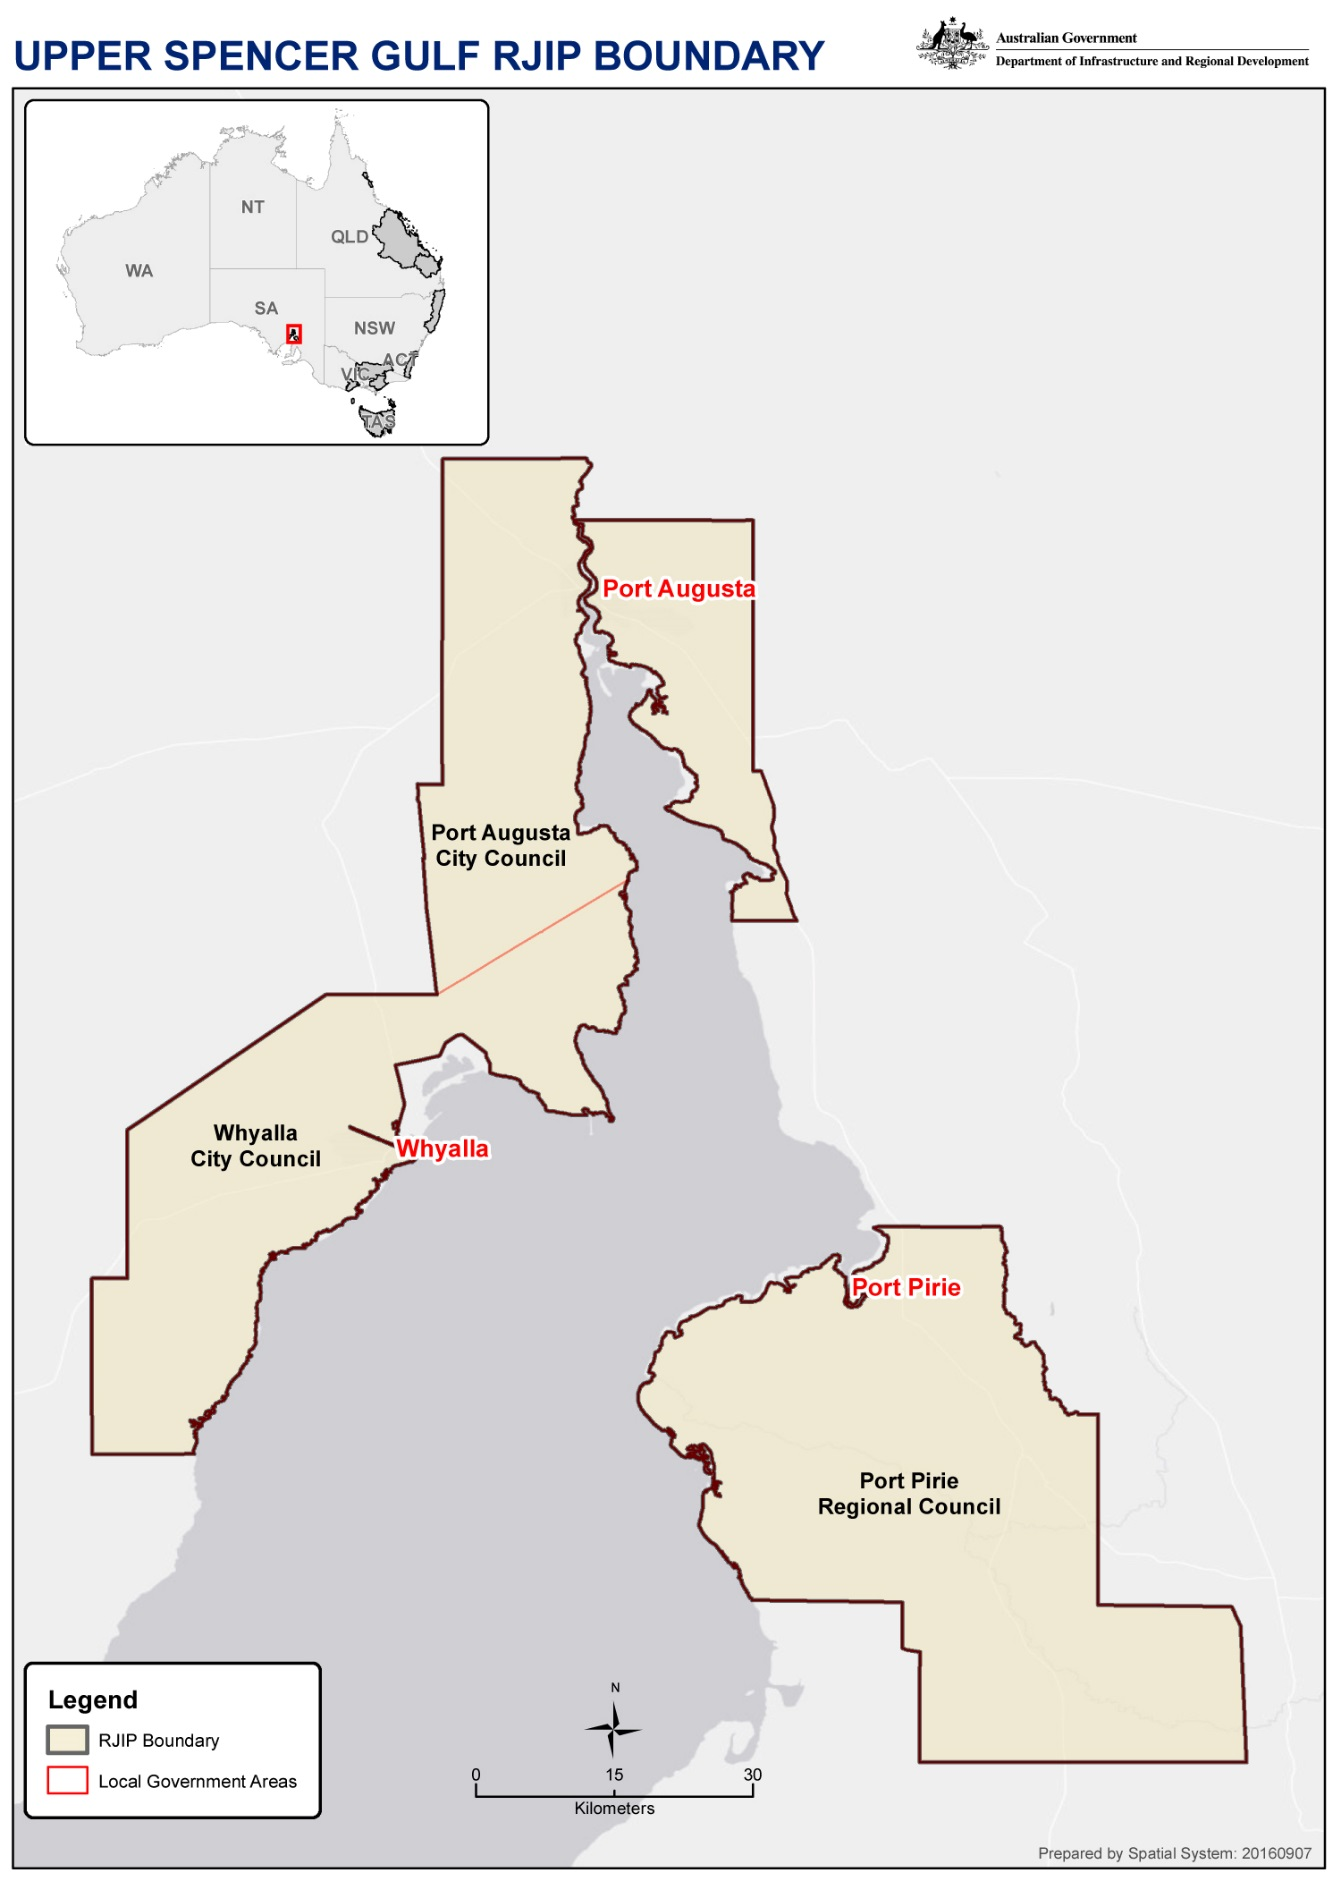 UPPER SPENCER GULF RJIP BOUNDARY
Australian Government
Department of Infrastructure and Regional Development
NT
QLD
WA
SA
NSW
ACT
VIC
TAS
Port Augusta
Port Augusta
City Council
Whyalla
City Council
Whyalla
Port Pirie
Port Pirie
Regional Council
Legend
RJIP Boundary
Local Government Areas
N
0 15 30
Kilometers
Prepared by Spatial System: 20160907